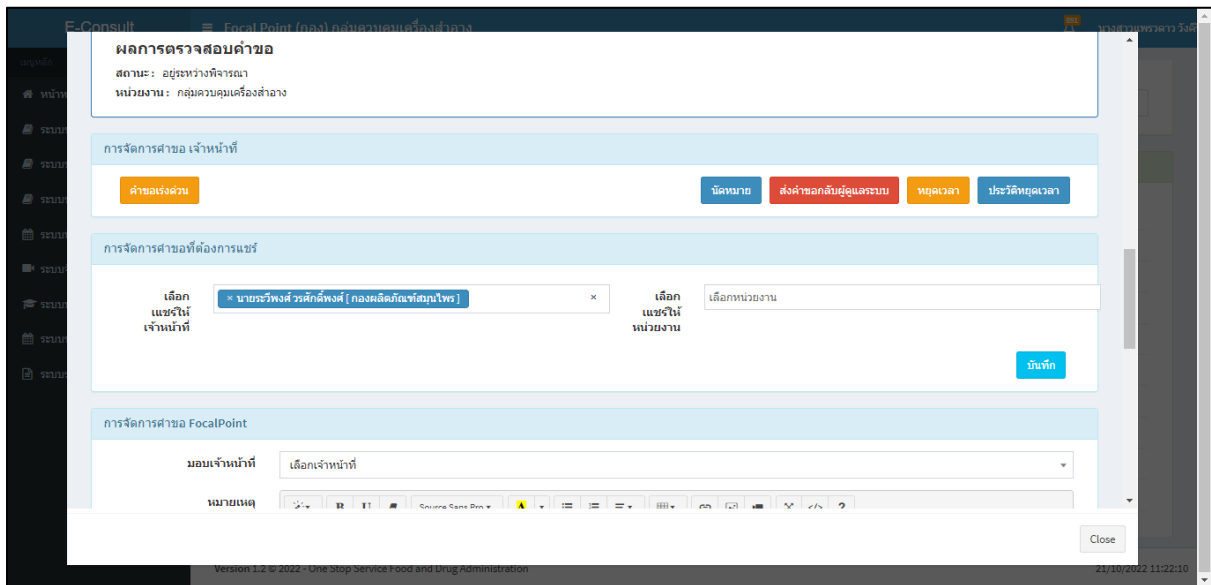 E-Consult
Focal Point (กอง) กลุ่มควบคุมเครื่องสำอาง
ผลการตรวจสอบคำขอ
สถานะ : อยู่ระหว่างพิจารณา
หน่วยงาน : กลุ่มควบคุมเครื่องสำอาง
เมนูหลัก
การจัดการคำขอ เจ้าหน้าที่
คำขอเร่งด่วน นัดหมาย ส่งคำขอกลับผู้ดูแลระบบ หยุดเวลา ประวัติหยุดเวลา
การจัดการคำขอที่ต้องการแชร์
เลือกแชร์ให้เจ้าหน้าที่ × นายระวีพงศ์ วรศักดิ์พงศ์ [ กองผลิตภัณฑ์สมุนไพร ] × เลือกแชร์ให้หน่วยงาน เลือกหน่วยงาน
บันทึก
การจัดการคำขอ FocalPoint
มอบเจ้าหน้าที่ เลือกเจ้าหน้าที่
หมายเหตุ B U Source Sans Pro A </> ?
Close
Version 1.2 © 2022 - One Stop Service Food and Drug Administration 21/10/2022 11:22:10